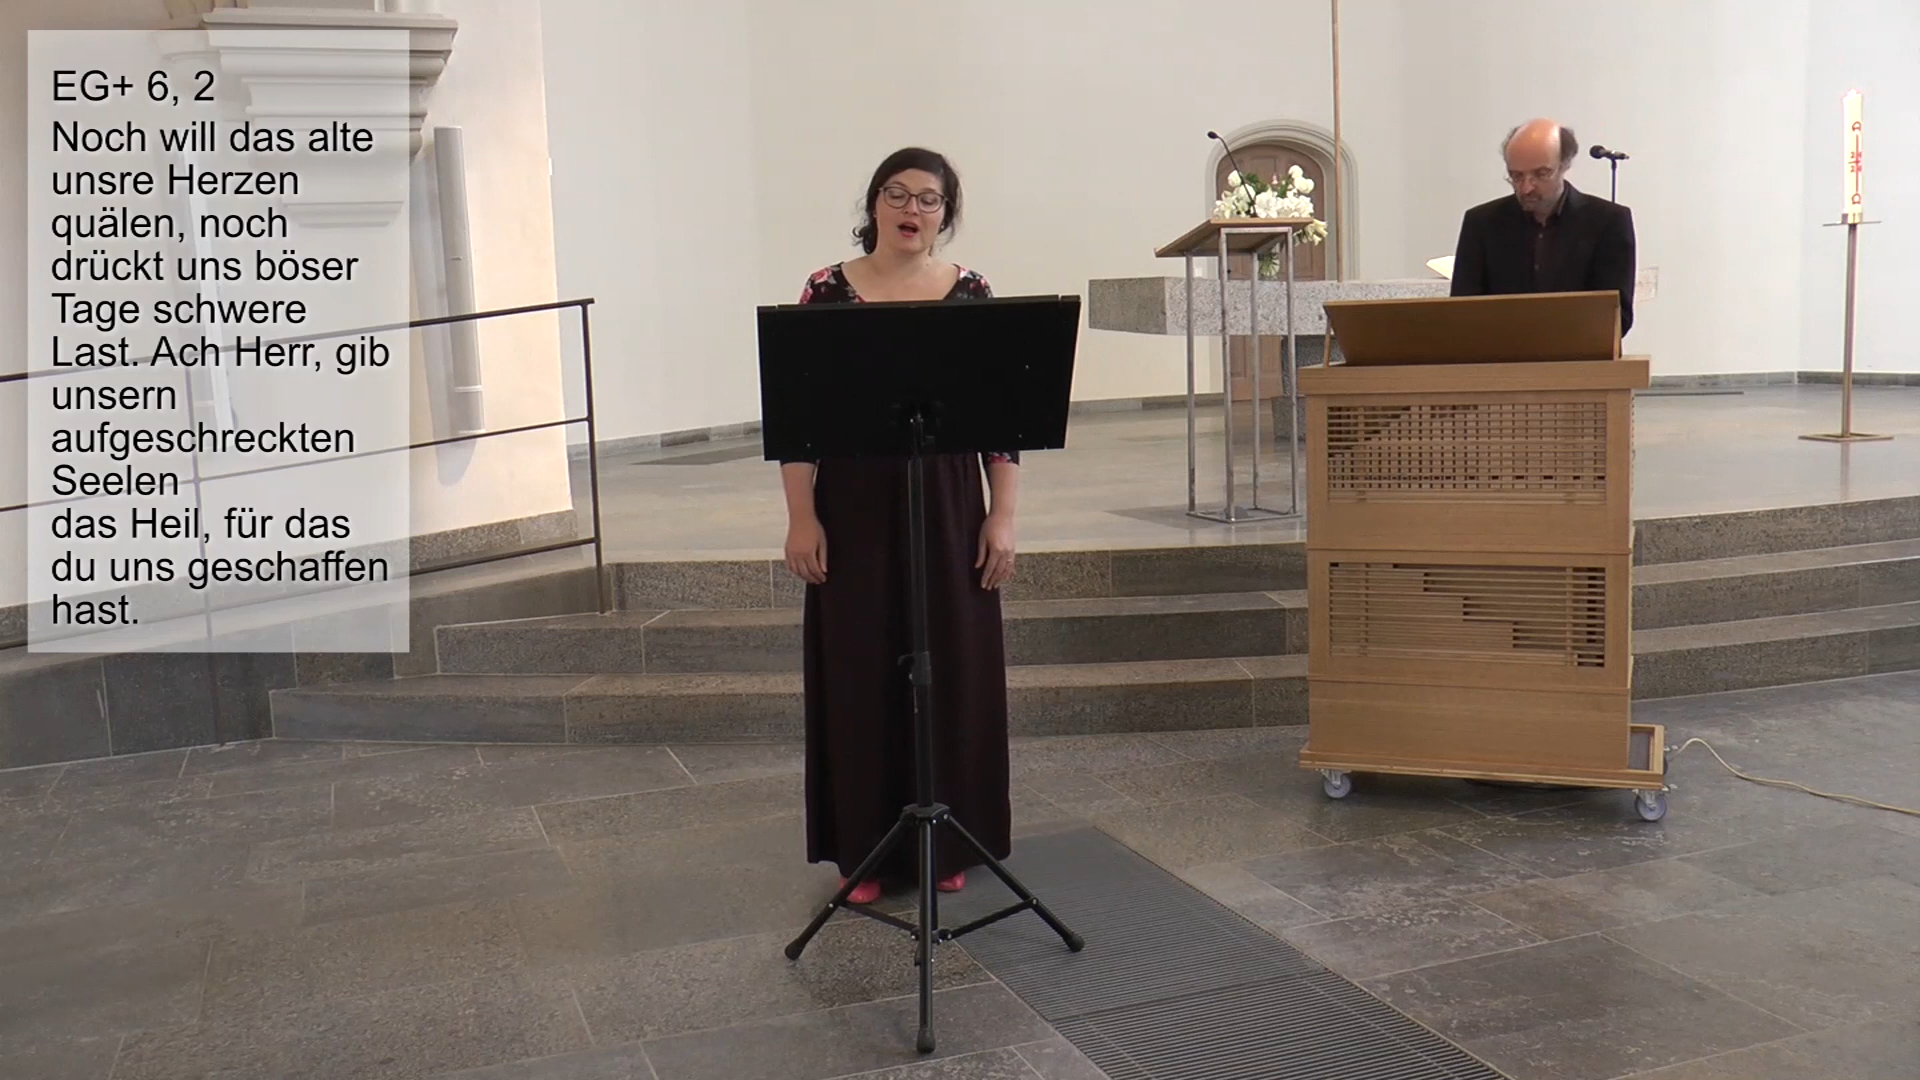 EG+ 6, 2
Noch will das alte
unsre Herzen
quälen, noch
drückt uns böser
Tage schwere
Last. Ach Herr, gib
unsern
aufgeschreckten
Seelen
das Heil, für das
du uns geschaffen
hast.